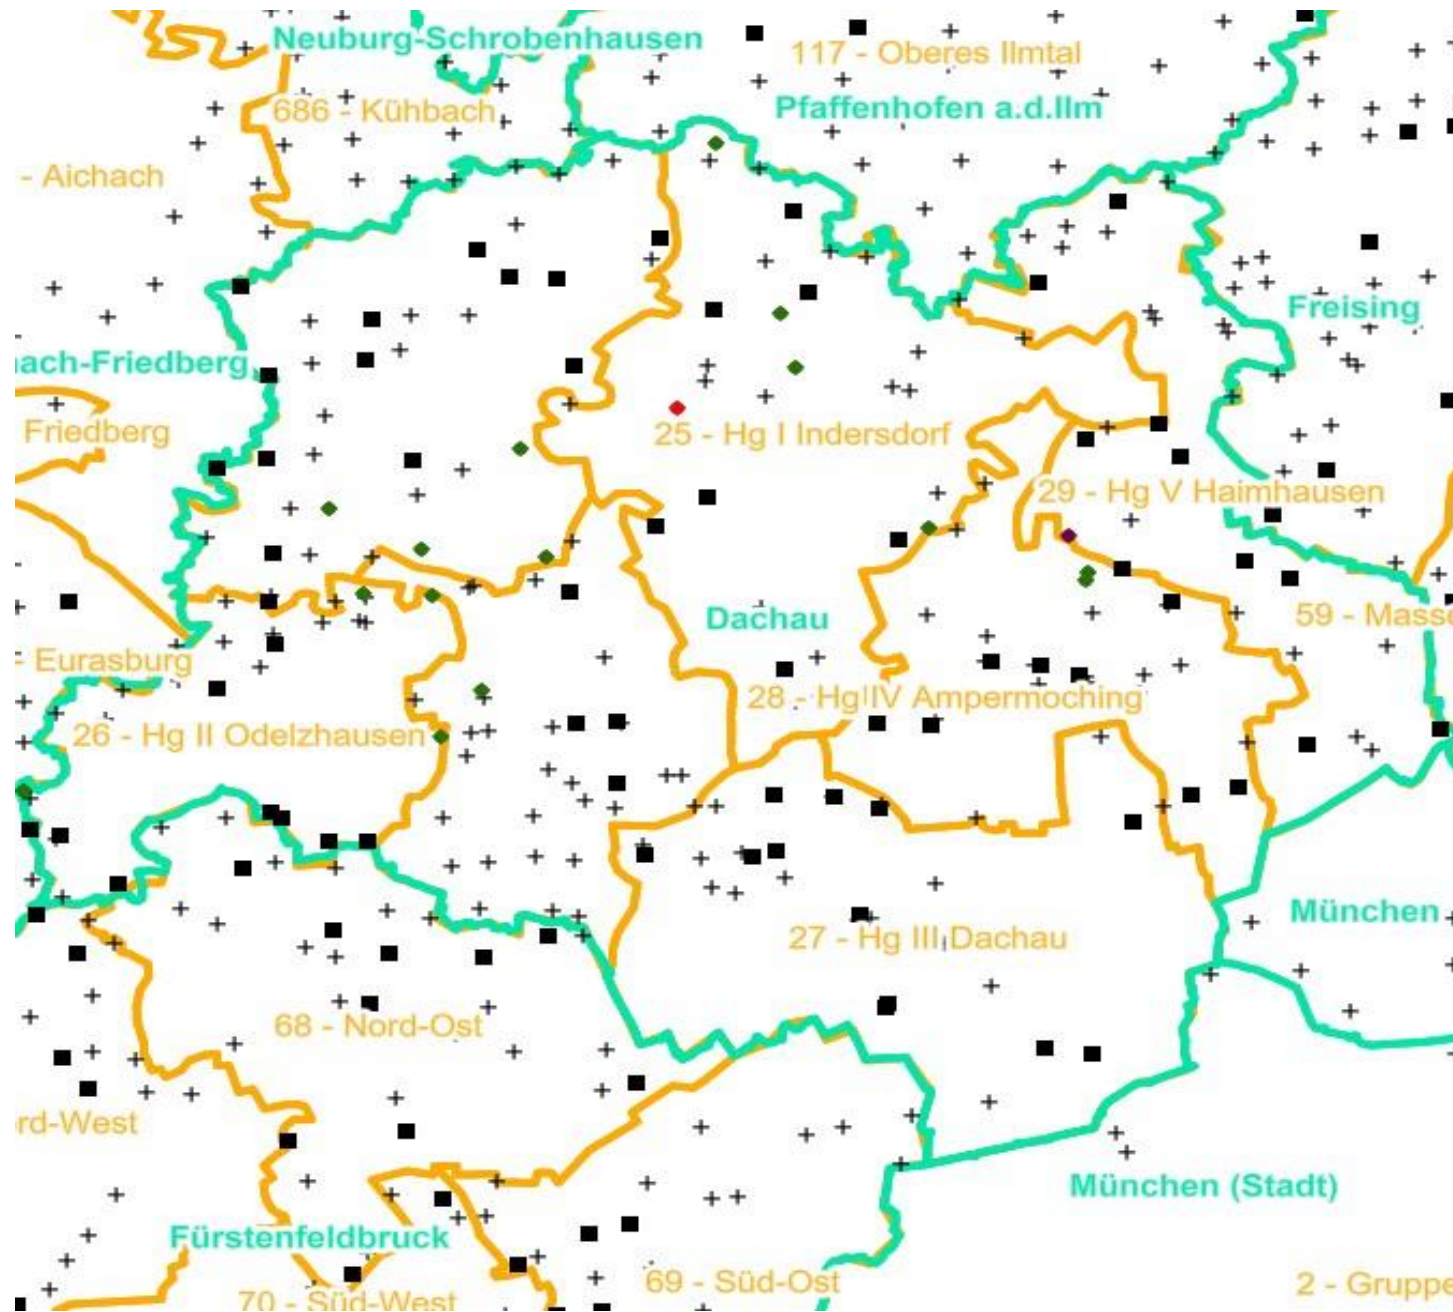 Neuburg-Schrobenhausen
117 - Oberes Ilmtal
686 - Kühbach
Pfaffenhofen a.d.Ilm
- Aichach
Freising
ach-Friedberg
Friedberg
25 - Hg I Indersdorf
29 - Hg V Haimhausen
Dachau
59 - Masse
- Eurasburg
28 - Hg IV Ampermoching
26 - Hg II Odelzhausen
München
27 - Hg III Dachau
68 - Nord-Ost
rd-West
München (Stadt)
Fürstenfeldbruck
69 - Süd-Ost
2 - Gruppe
70 - Süd-West